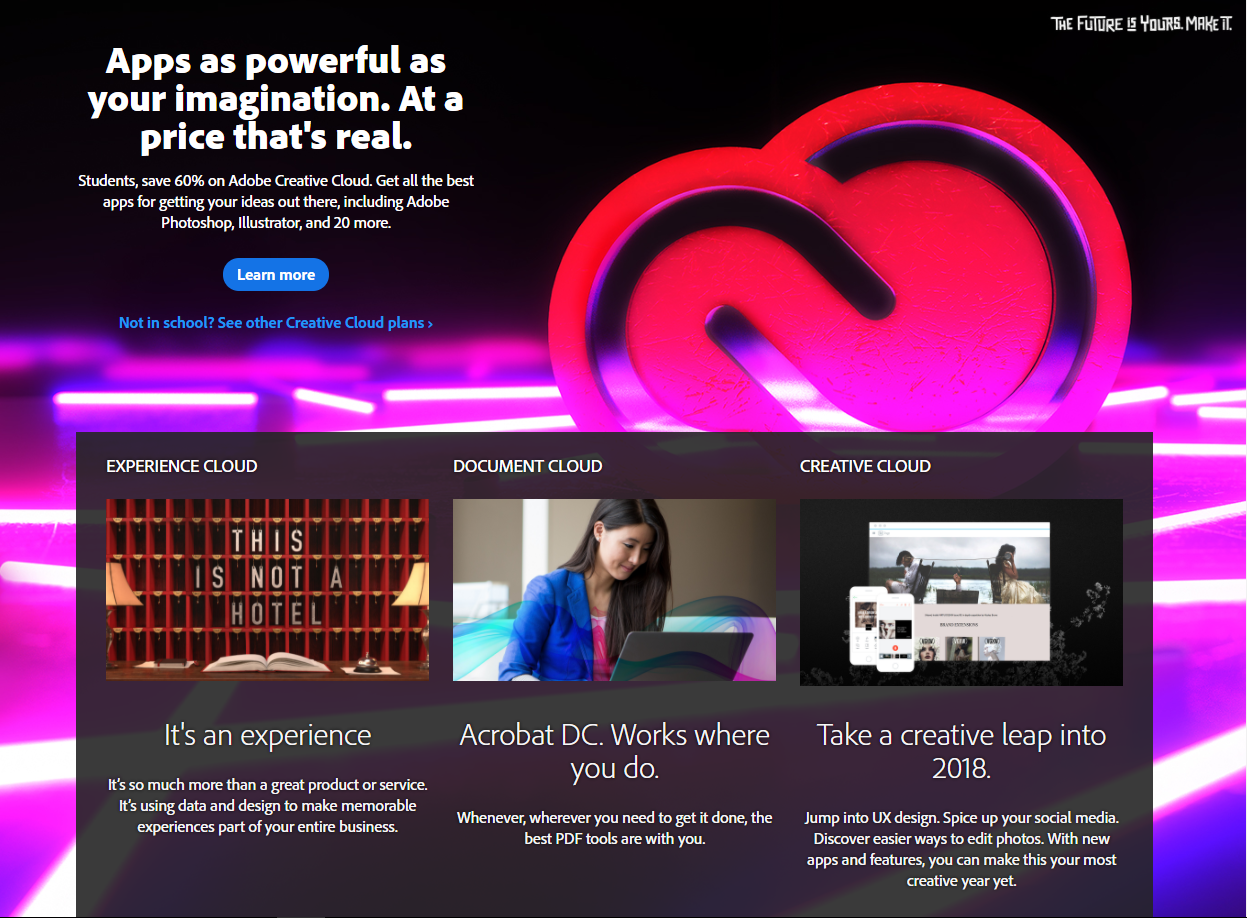 THE FUTURE IS YOURS. MAKE IT.
Apps as powerful as
your imagination. At a
price that's real.
Students, save 60% on Adobe Creative Cloud. Get all the best
apps for getting your ideas out there, including Adobe
Photoshop, Illustrator, and 20 more.
Learn more
Not in school? See other Creative Cloud plans ›
EXPERIENCE CLOUD
THIS
IS NOT A
HOTEL
It's an experience
It's so much more than a great product or service.
It's using data and design to make memorable
experiences part of your entire business.
DOCUMENT CLOUD
Acrobat DC. Works where
you do.
Whenever, wherever you need to get it done, the
best PDF tools are with you.
CREATIVE CLOUD
BRAND EXTENSIONS
Take a creative leap into
2018.
Jump into UX design. Spice up your social media.
Discover easier ways to edit photos. With new
apps and features, you can make this your most
creative year yet.